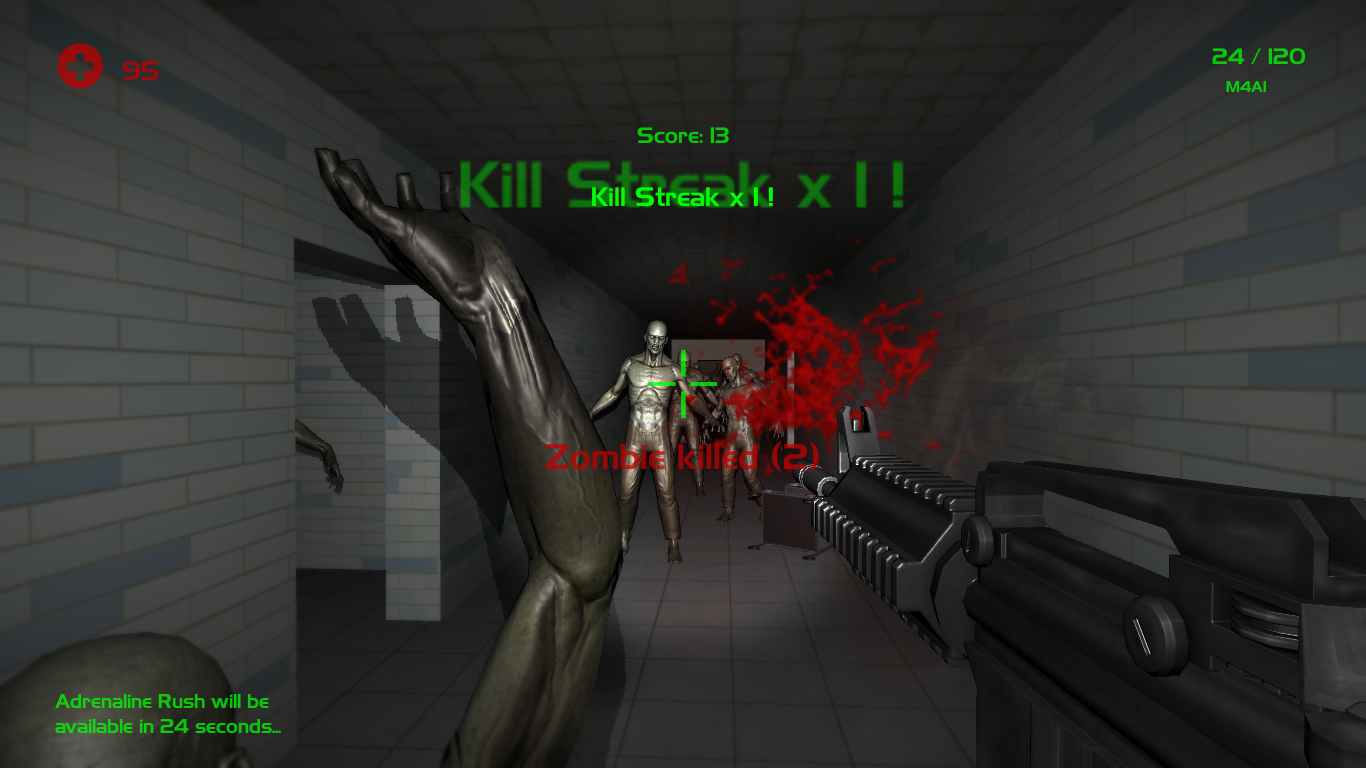 95
24 / 120
M4A1
Score: 13
Kill Streak x 1 !
Kill Streak x 1 !
Zombie killed (2)
Adrenaline Rush will be
available in 24 seconds...